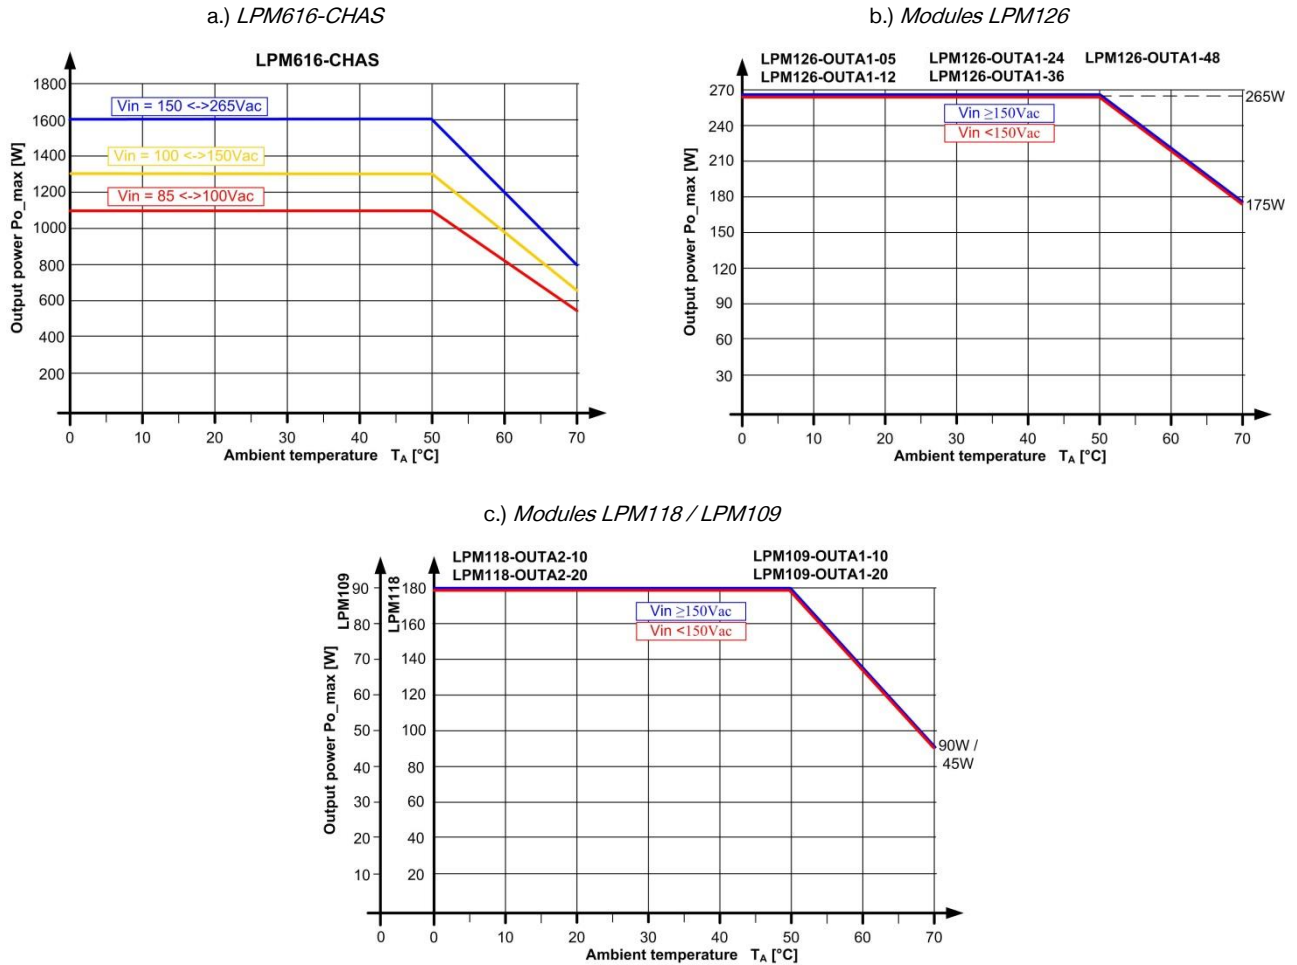 a.) LPM616-CHAS
LPM616-CHAS
Output power Po_max [W]
1800
1600
1400
1200
1000
800
600
400
200
Vin = 150 <->265Vac
Vin = 100 <->150Vac
Vin = 85 <->100Vac
0 10 20 30 40 50 60 70
Ambient temperature TA [°C]
b.) Modules LPM126
LPM126-OUTA1-05 LPM126-OUTA1-24 LPM126-OUTA1-48
LPM126-OUTA1-12 LPM126-OUTA1-36
Output power Po_max [W]
270
240
210
180
150
120
90
60
30
Vin ≥150Vac
Vin <150Vac
265W
175W
0 10 20 30 40 50 60 70
Ambient temperature TA [°C]
c.) Modules LPM118 / LPM109
LPM118-OUTA2-10 LPM109-OUTA1-10
LPM118-OUTA2-20 LPM109-OUTA1-20
Output power Po_max [W]
LPM109
LPM118
90 180
80 160
70 140
60 120
50 100
40 80
30 60
20 40
10 20
Vin ≥150Vac
Vin <150Vac
90W /
45W
0 0 10 20 30 40 50 60 70
Ambient temperature TA [°C]